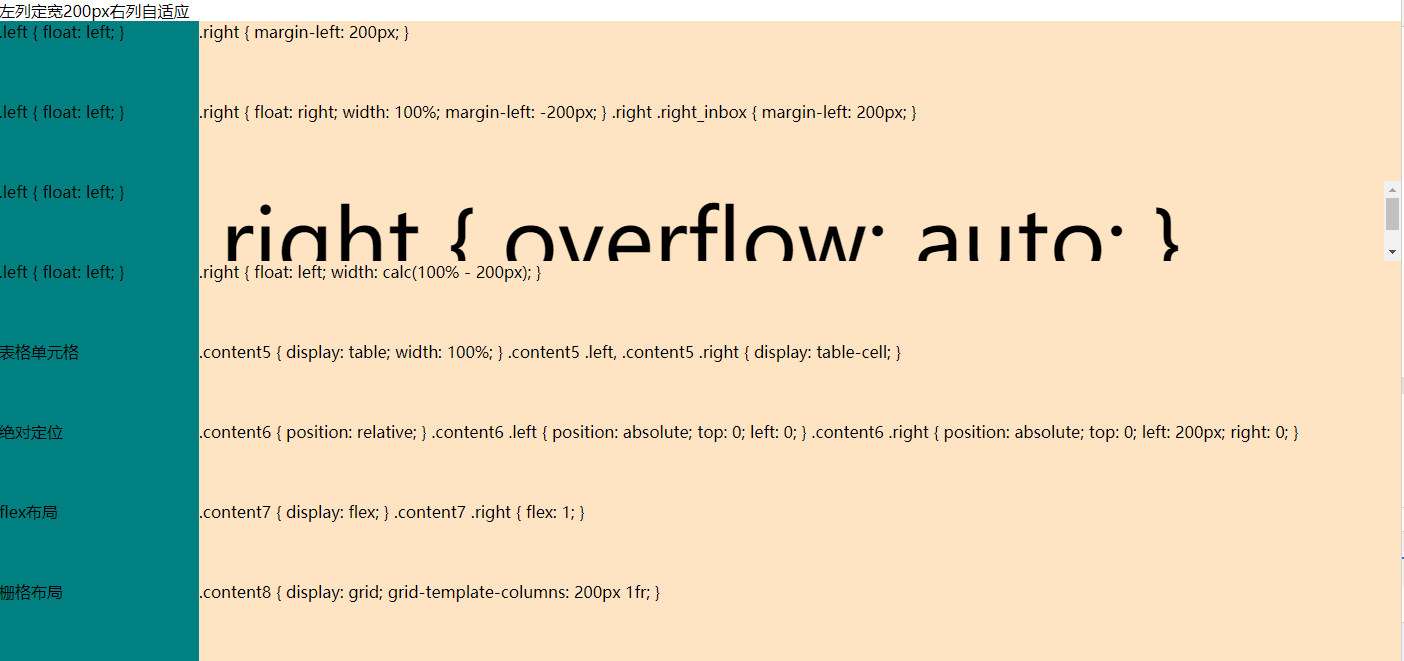 左列定宽200px右列自适应
.left { float: left; } .right { margin-left: 200px; }
.left { float: left; } .right { float: right; width: 100%; margin-left: -200px; } .right .right_inbox { margin-left: 200px; }
.left { float: left; } .right { overflow: auto; }
.left { float: left; } .right { float: left; width: calc(100% - 200px); }
表格单元格 .content5 { display: table; width: 100%; } .content5 .left, .content5 .right { display: table-cell; }
绝对定位 .content6 { position: relative; } .content6 .left { position: absolute; top: 0; left: 0; } .content6 .right { position: absolute; top: 0; left: 200px; right: 0; }
flex布局 .content7 { display: flex; } .content7 .right { flex: 1; }
栅格布局 .content8 { display: grid; grid-template-columns: 200px 1fr; }